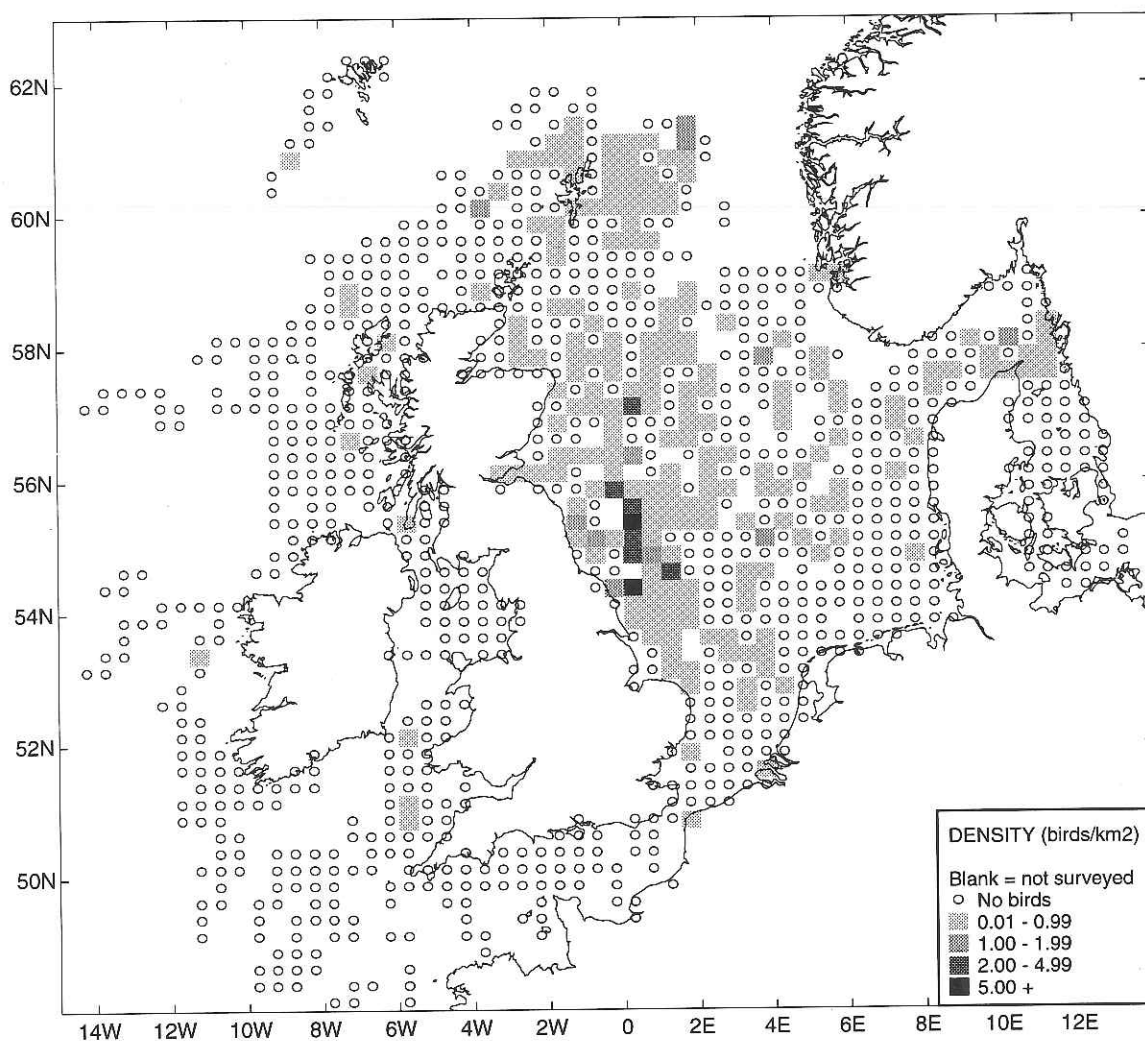 62N
60N
58N
56N
54N
52N
50N
14W 12W 10W 8W 6W 4W 2W 0 2E 4E 6E 8E 10E 12E
DENSITY (birds/km2)
Blank = not surveyed
No birds
0.01 - 0.99
1.00 - 1.99
2.00 - 4.99
5.00 +